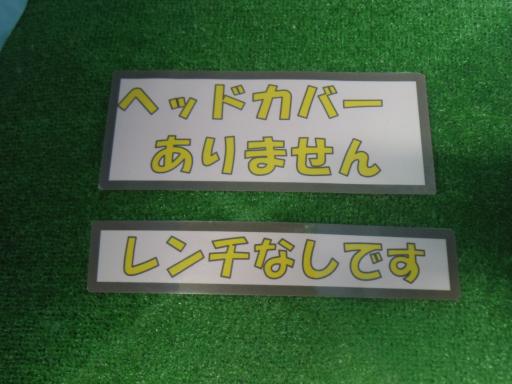 ヘッドカバー
ありません
レンチなしです